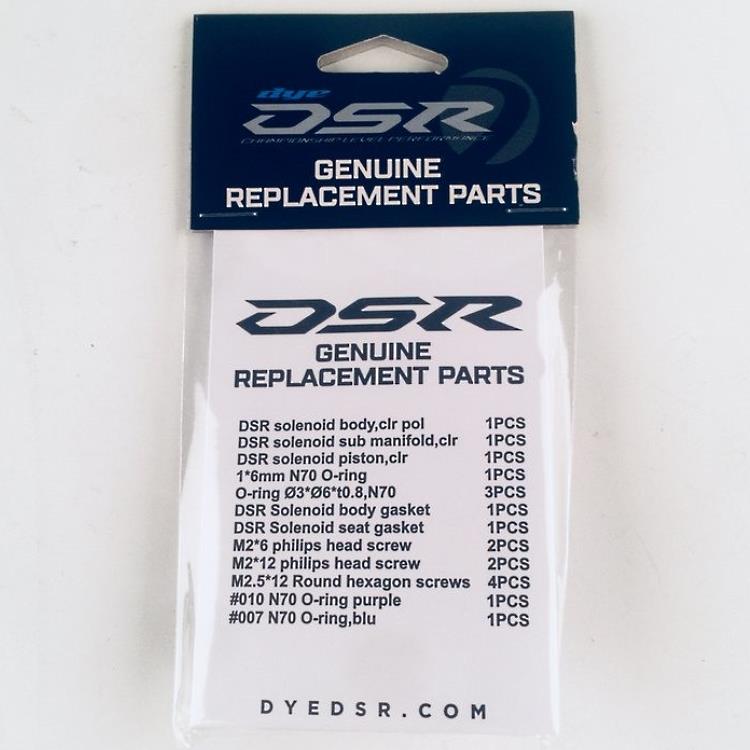 dye
DSR
CHAMPIONSHIP LEVEL PERFORMANCE
GENUINE
REPLACEMENT PARTS
DSR
GENUINE
REPLACEMENT PARTS
DSR solenoid body,clr pol 1PCS
DSR solenoid sub manifold,clr 1PCS
DSR solenoid piston,clr 1PCS
1*6mm N70 O-ring 1PCS
O-ring Ø3*Ø6*t0.8,N70 3PCS
DSR Solenoid body gasket 1PCS
DSR Solenoid seat gasket 1PCS
M2*6 philips head screw 2PCS
M2*12 philips head screw 2PCS
M2.5*12 Round hexagon screws 4PCS
#010 N70 O-ring purple 1PCS
#007 N70 O-ring,blu 1PCS
DYEDSR.COM